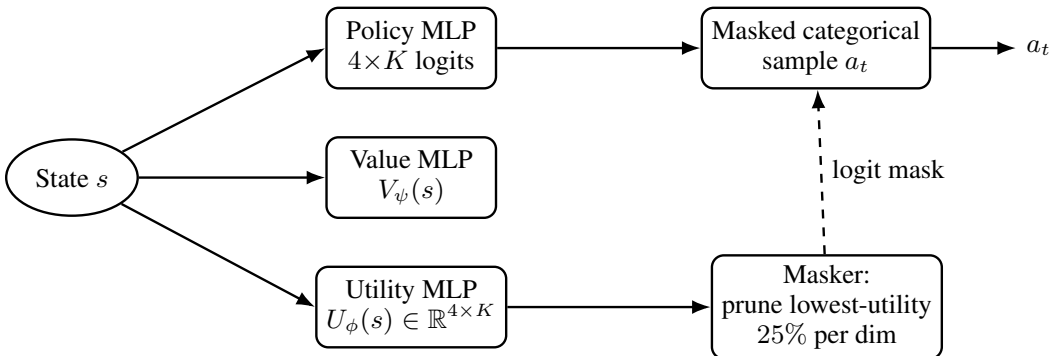 Policy MLP
4×K logits
Masked categorical
sample a_t
a_t
State s
Value MLP
V_ψ(s)
logit mask
Utility MLP
U_ϕ(s) ∈ ℝ^{4×K}
Masker:
prune lowest-utility
25% per dim